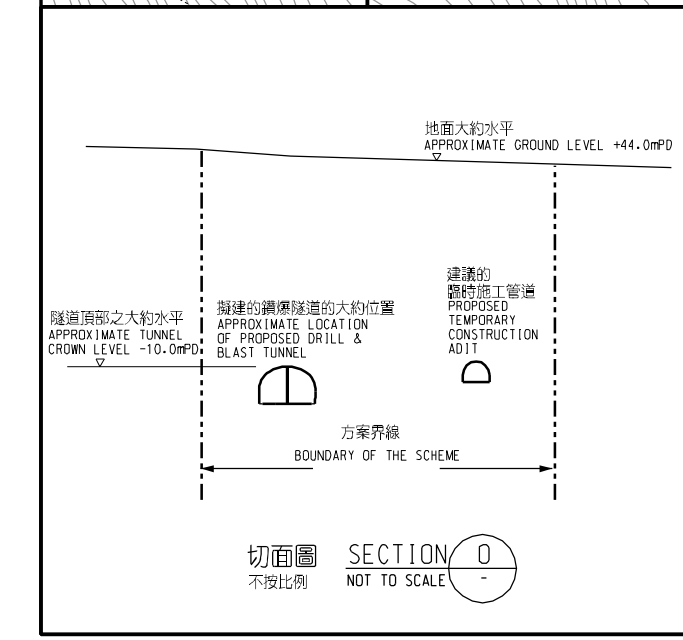 地面大約水平
APPROXIMATE GROUND LEVEL +44.0mPD
建議的
臨時施工管道
PROPOSED
TEMPORARY
CONSTRUCTION
ADIT
擬建的鑽爆隧道的大約位置
APPROXIMATE LOCATION
OF PROPOSED DRILL &
BLAST TUNNEL
隧道頂部之大約水平
APPROXIMATE TUNNEL
CROWN LEVEL -10.0mPD
方案界線
BOUNDARY OF THE SCHEME
切面圖
不按比例
SECTION
NOT TO SCALE
O
-